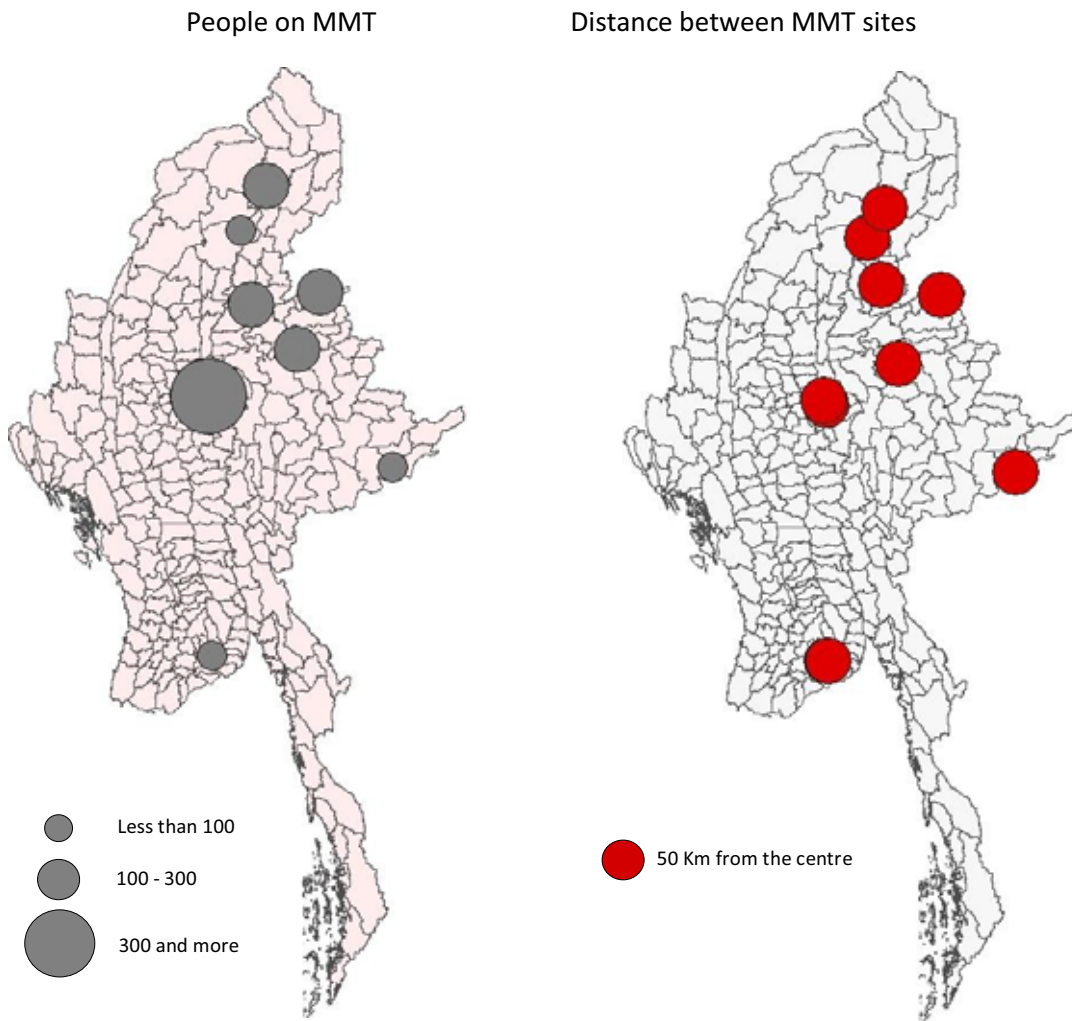 People on MMT
Distance between MMT sites
Less than 100
100 - 300
300 and more
50 Km from the centre